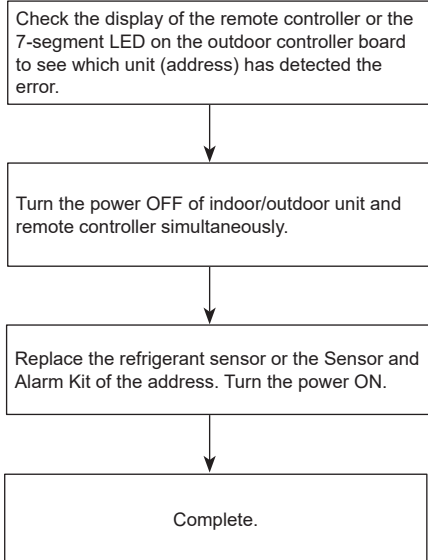 Check the display of the remote controller or the
7-segment LED on the outdoor controller board
to see which unit (address) has detected the
error.
Turn the power OFF of indoor/outdoor unit and
remote controller simultaneously.
Replace the refrigerant sensor or the Sensor and
Alarm Kit of the address. Turn the power ON.
Complete.